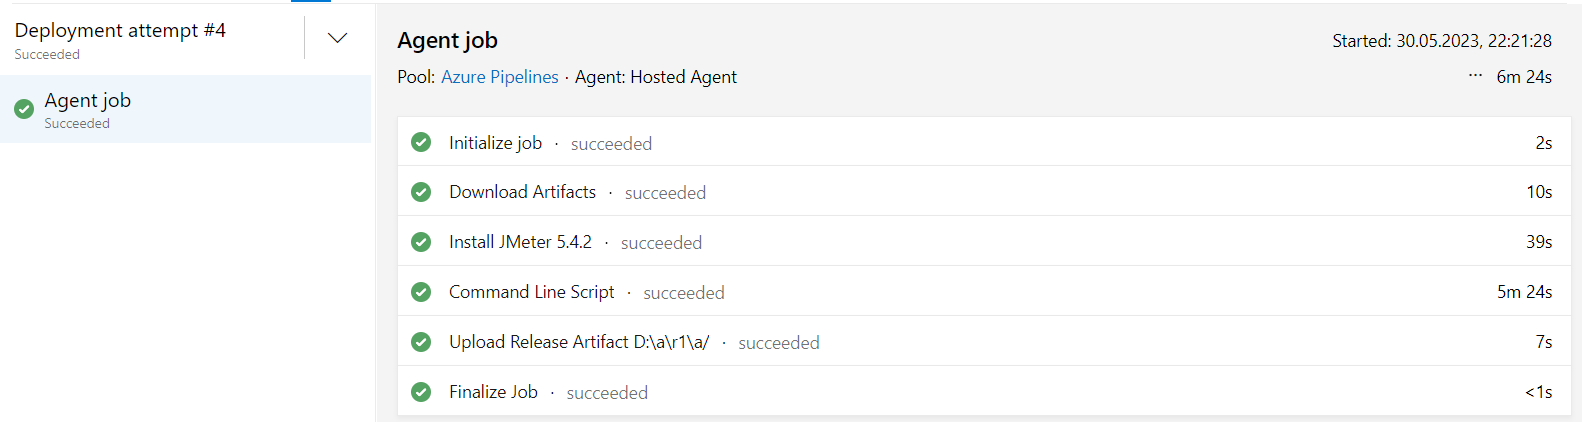 Deployment attempt #4
Succeeded
Agent job
Succeeded
Agent job
Started: 30.05.2023, 22:21:28
Pool: Azure Pipelines · Agent: Hosted Agent
··· 6m 24s
Initialize job · succeeded 2s
Download Artifacts · succeeded 10s
Install JMeter 5.4.2 · succeeded 39s
Command Line Script · succeeded 5m 24s
Upload Release Artifact D:\a\r1\a/ · succeeded 7s
Finalize Job · succeeded <1s